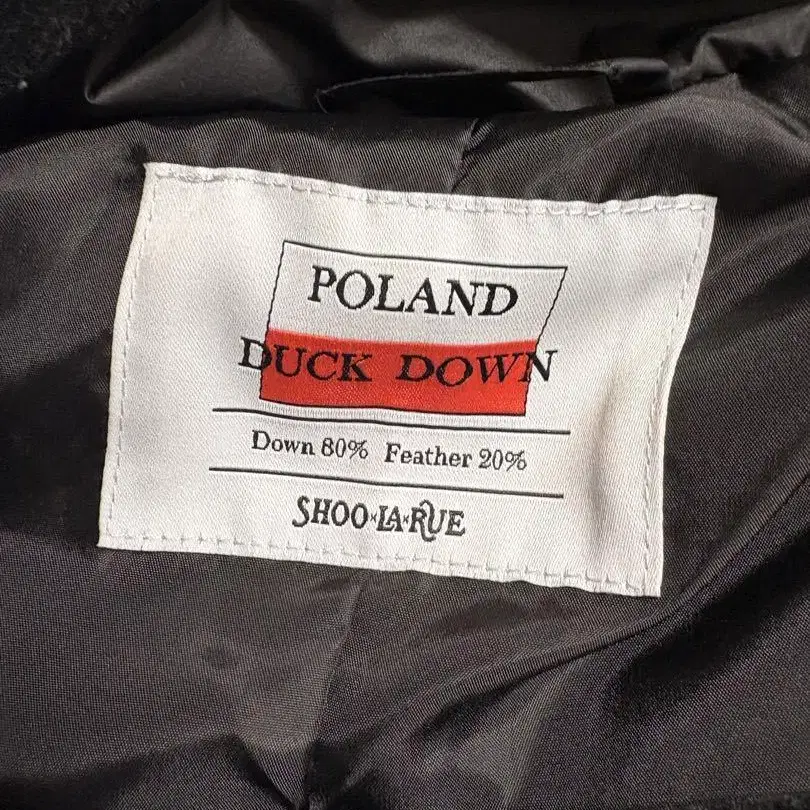 POLAND
DUCK DOWN
Down 80% Feather 20%
SHOO·LA·RUE